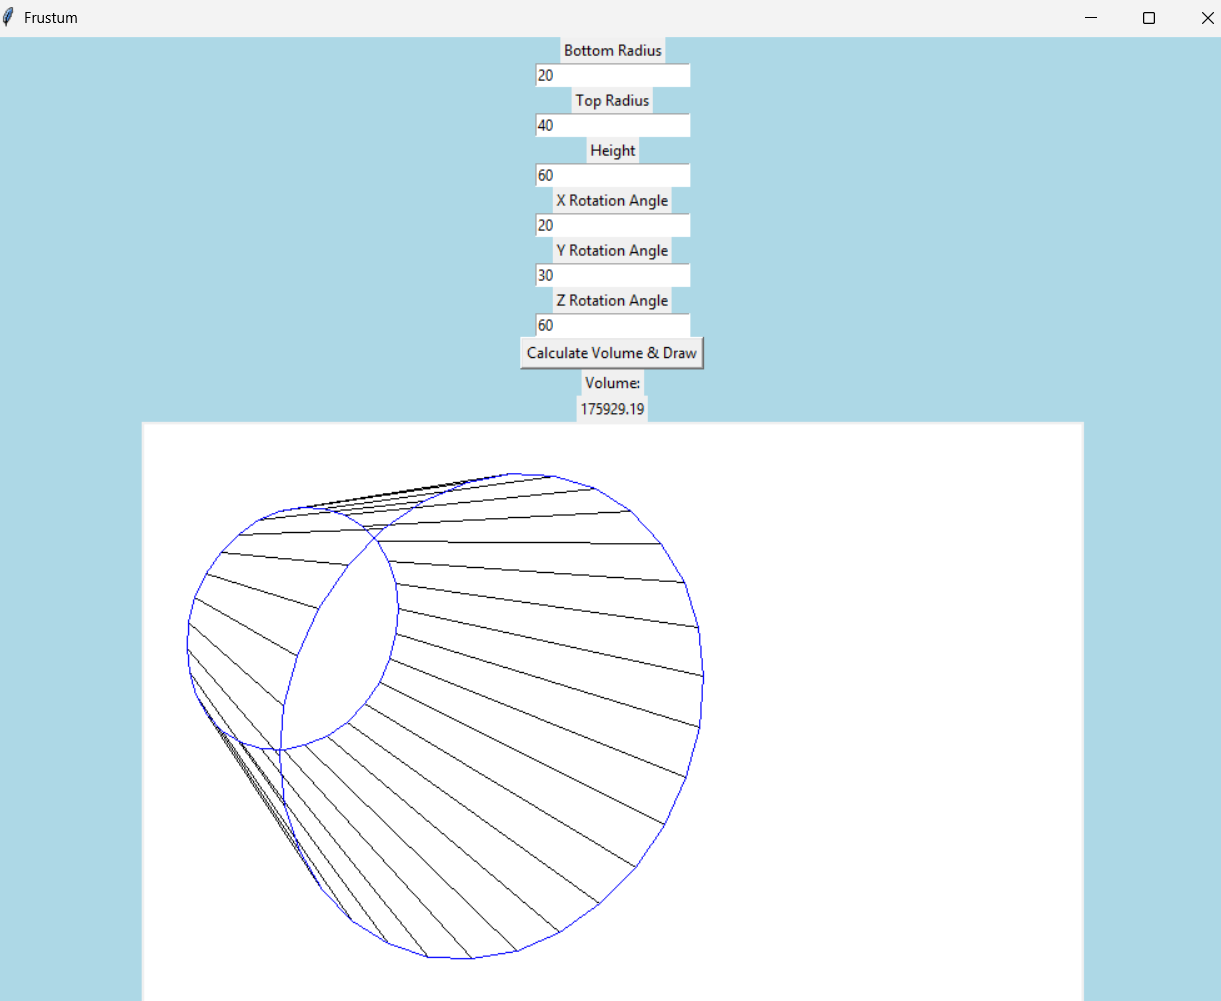 Frustum
Bottom Radius
20
Top Radius
40
Height
60
X Rotation Angle
20
Y Rotation Angle
30
Z Rotation Angle
60
Calculate Volume & Draw
Volume:
175929.19